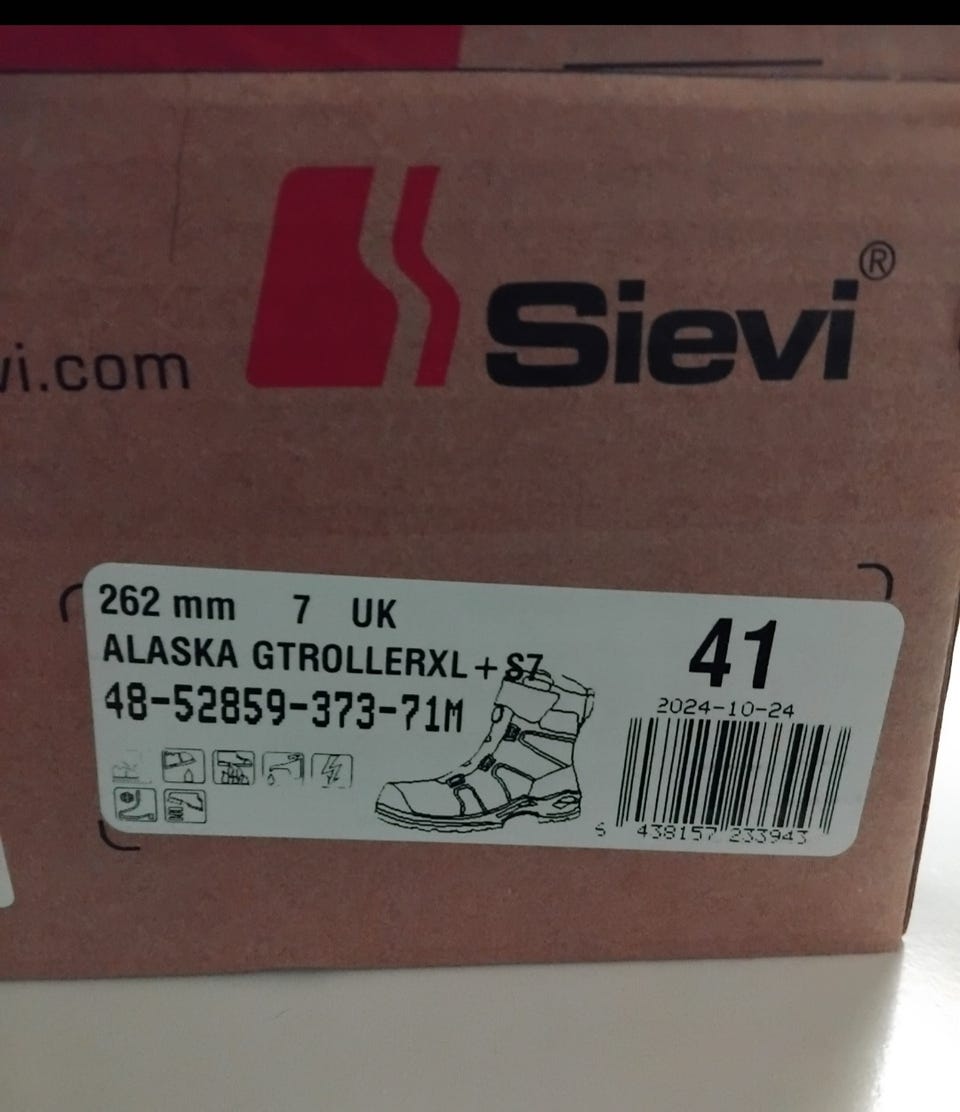 Sievi®
vi.com
262 mm 7 UK
ALASKA GTROLLERXL+ S7
48-52859-373-71M
41
2024-10-24
438157 233943